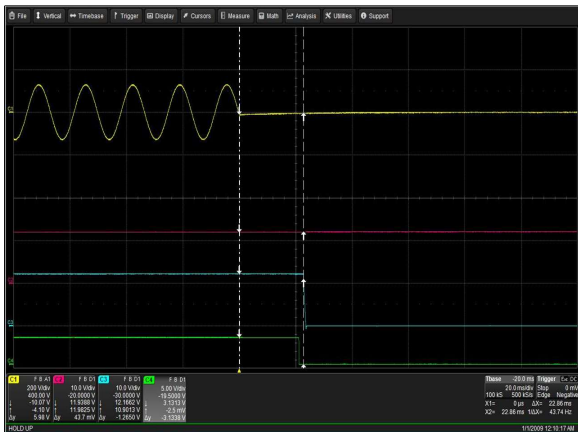 File Vertical Timebase Trigger Display Cursors Measure Math Analysis Utilities Support
C1 F B A1 C2 F B D1 C3 F B D1 C4 F B D1
200 V/div 10.0 V/div 10.0 V/div 5.00 V/div
400.00 V -20.0000 V -30.0000 V -19.5000 V
↓ -10.07 V ↓ 11.9388 V ↓ 12.1662 V ↓ 3.1313 V
↑ -4.10 V ↑ 11.9825 V ↑ 10.9013 V ↑ -2.5 mV
Δy 5.98 V Δy 43.7 mV Δy -1.2650 V Δy -3.1338 V
Tbase -20.0 ms Trigger Ext DC
20.0 ms/div Stop 0 mV
100 kS 500 kS/s Edge Negative
X1= 0 µs ΔX= 22.86 ms
X2= 22.86 ms 1/ΔX= 43.74 Hz
HOLD UP 1/1/2009 12:10:17 AM